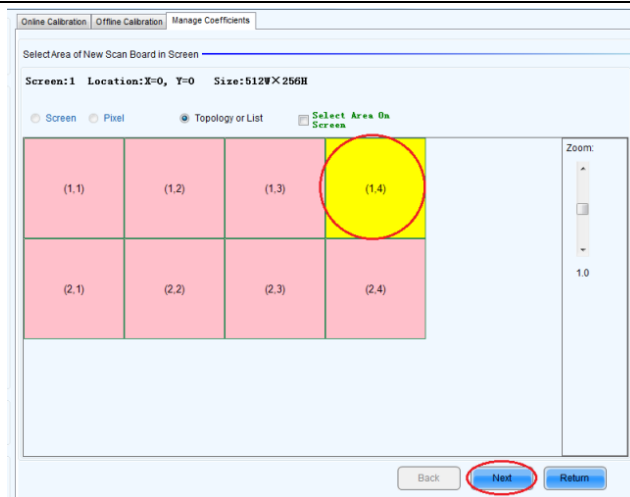 Online Calibration Offline Calibration Manage Coefficients
SelectArea of New Scan Board in Screen
Screen:1 Location:X=0, Y=0 Size:512W×256H
Screen Pixel Topology or List Select Area On
Screen
Zoom:
(1,1) (1,2) (1,3) (1,4)
1.0
(2,1) (2,2) (2,3) (2,4)
Back Next Return